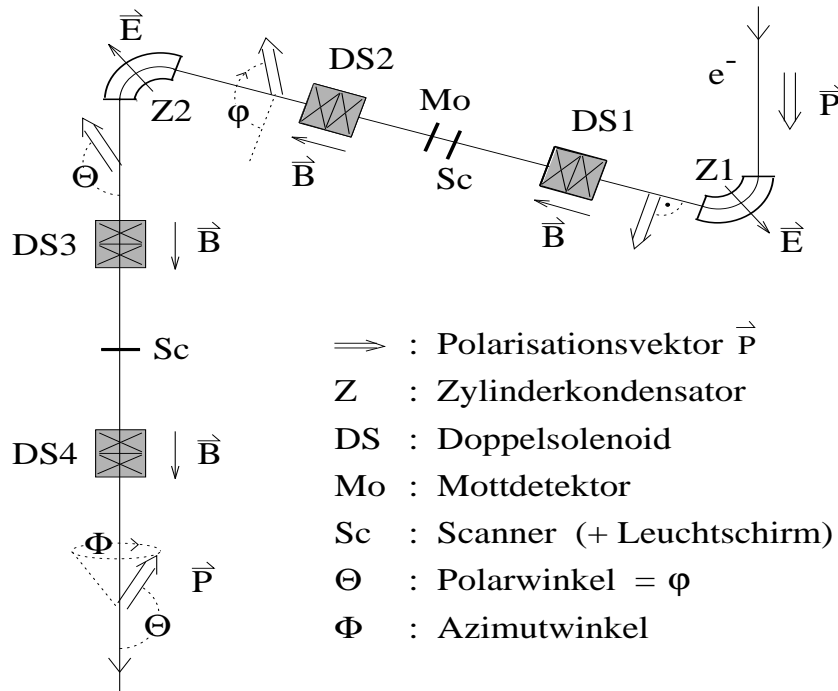 E
DS2
e-
P
Mo
DS1
Z2
φ
Z1
B
Sc
Θ
B
E
DS3
B
Sc
⇒ : Polarisationsvektor P
Z : Zylinderkondensator
DS4
B
DS : Doppelsolenoid
Mo : Mottdetektor
Φ
Sc : Scanner (+ Leuchtschirm)
P
Θ : Polarwinkel = φ
Θ
Φ : Azimutwinkel